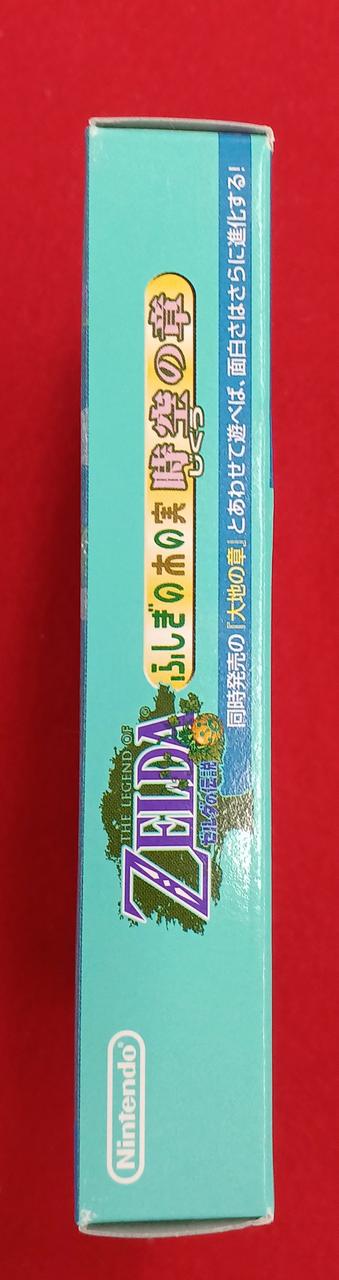 Nintendo®
THE LEGEND OF
ZELDA®
ゼルダの伝説
ふしぎの木の実 時空の章
じくう
同時発売の『大地の章』とあわせて遊べば、面白さはさらに進化する!